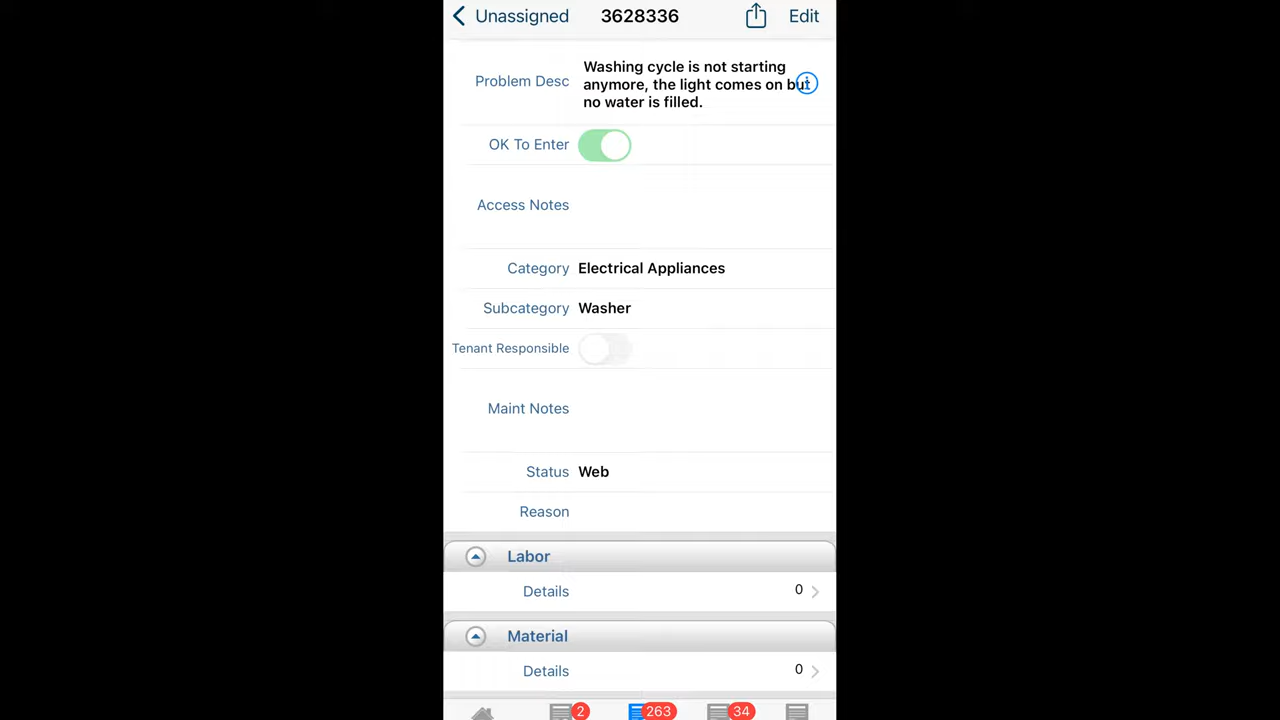 Unassigned 3628336 Edit
Problem Desc
Washing cycle is not starting
anymore, the light comes on but
no water is filled.
OK To Enter
Access Notes
Category Electrical Appliances
Subcategory Washer
Tenant Responsible
Maint Notes
Status Web
Reason
Labor
Details 0
Material
Details 0
2 263 34